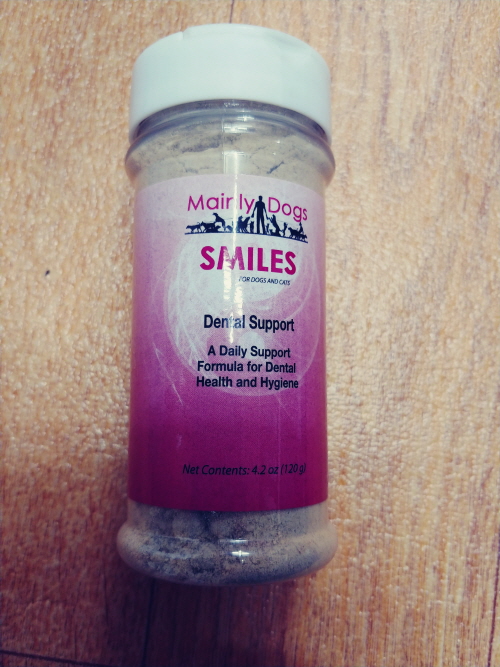 Mainly Dogs
SMILES
FOR DOGS AND CATS
Dental Support
A Daily Support
Formula for Dental
Health and Hygiene
Net Contents: 4.2 oz (120 g)